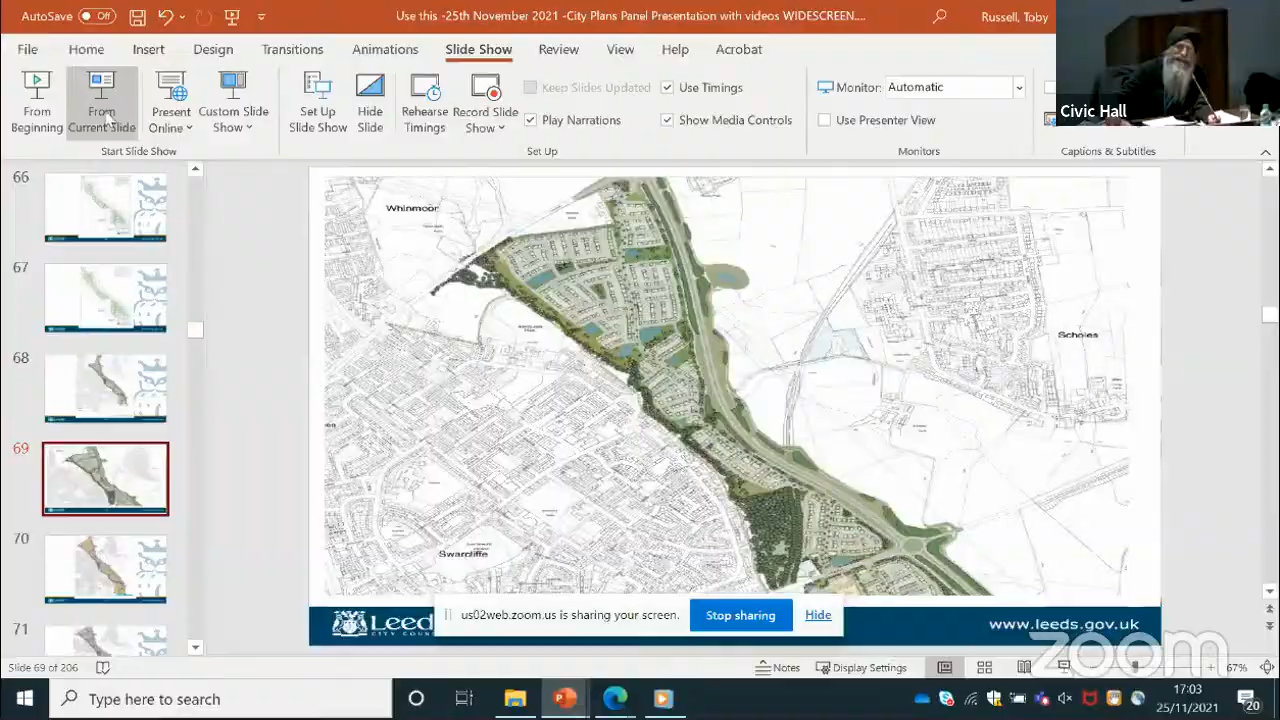 AutoSave Off
Use this -25th November 2021 -City Plans Panel Presentation with videos WIDESCREEN....
Russell, Toby
File Home Insert Design Transitions Animations Slide Show Review View Help Acrobat
From Beginning
From Current Slide
Present Online
Custom Slide Show
Start Slide Show
Set Up Slide Show
Hide Slide
Rehearse Timings
Record Slide Show
Keep Slides Updated
Play Narrations
Use Timings
Show Media Controls
Set Up
Monitor: Automatic
Use Presenter View
Monitors
Captions & Subtitles
Civic Hall
66
67
68
69
70
71
Whinmoor
Scholes
Swarcliffe
us02web.zoom.us is sharing your screen.
Stop sharing
Hide
Leed
CITY COUN
www.leeds.gov.uk
zoom
Slide 69 of 206
Notes
Display Settings
67%
Type here to search
17:03
25/11/2021
20